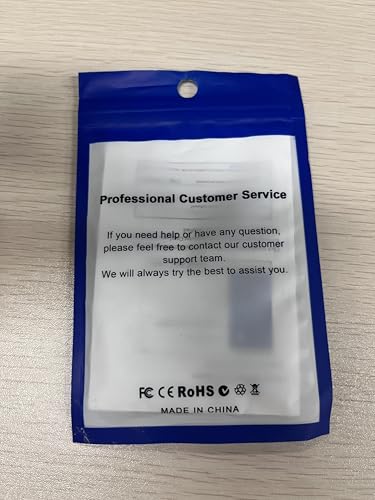 Professional Customer Service
If you need help or have any question,
please feel free to contact our customer
support team.
We will always try the best to assist you.
FC CE RoHS
MADE IN CHINA